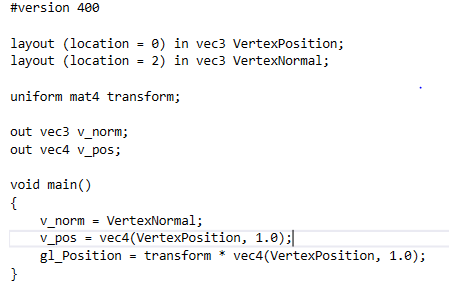 #version 400
layout (location = 0) in vec3 VertexPosition;
layout (location = 2) in vec3 VertexNormal;
uniform mat4 transform;
out vec3 v_norm;
out vec4 v_pos;
void main()
{
    v_norm = VertexNormal;
    v_pos = vec4(VertexPosition, 1.0);
    gl_Position = transform * vec4(VertexPosition, 1.0);
}